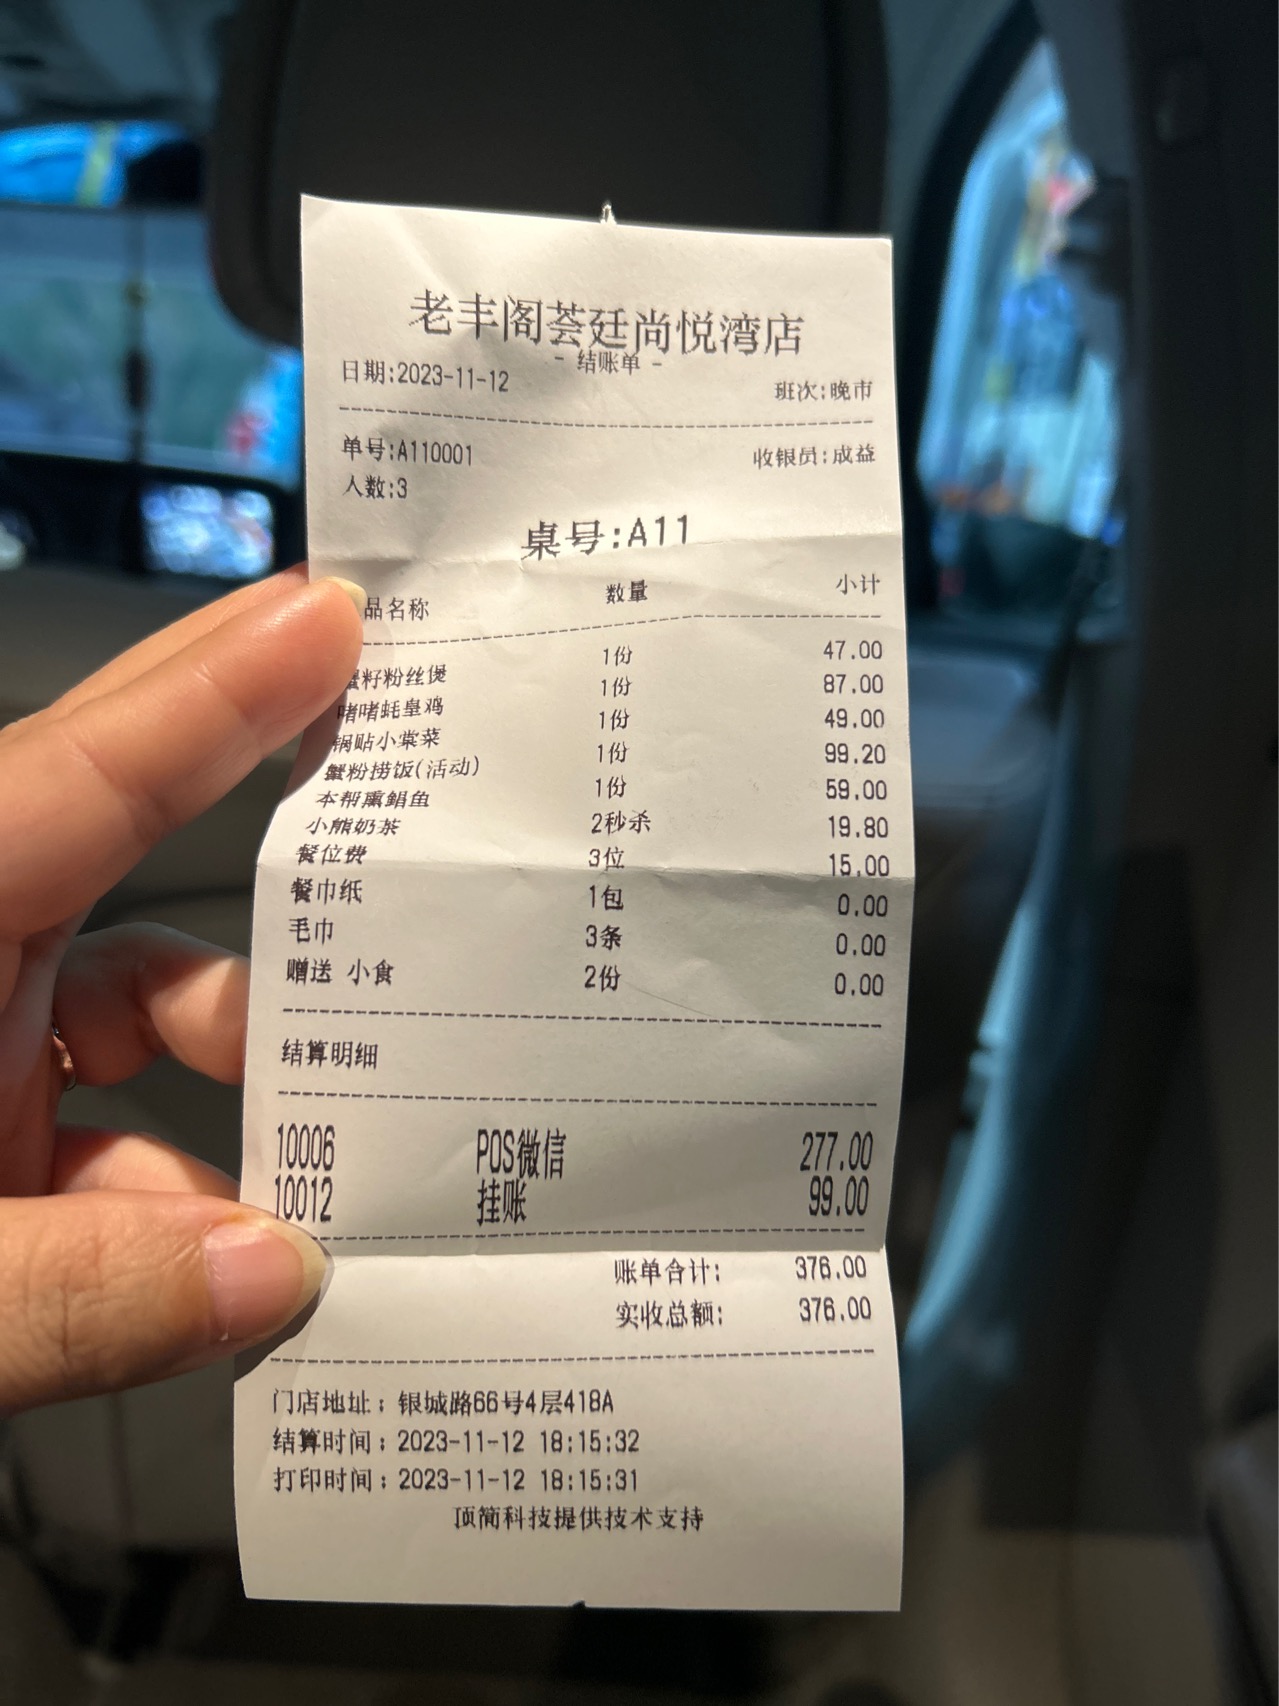 老丰阁荟廷尚悦湾店
- 结账单 -
日期:2023-11-12 班次:晚市
单号:A110001 收银员:成益
人数:3
桌号:A11
品名称 数量 小计
蟹籽粉丝煲 1份 47.00
啫啫蚝皇鸡 1份 87.00
锅贴小棠菜 1份 49.00
蟹粉捞饭(活动) 1份 99.20
本帮熏鲳鱼 1份 59.00
小熊奶茶 2秒杀 19.80
餐位费 3位 15.00
餐巾纸 1包 0.00
毛巾 3条 0.00
赠送 小食 2份 0.00
结算明细
10006 POS微信 277.00
10012 挂账 99.00
账单合计: 376.00
实收总额: 376.00
门店地址：银城路66号4层418A
结算时间：2023-11-12 18:15:32
打印时间：2023-11-12 18:15:31
顶简科技提供技术支持